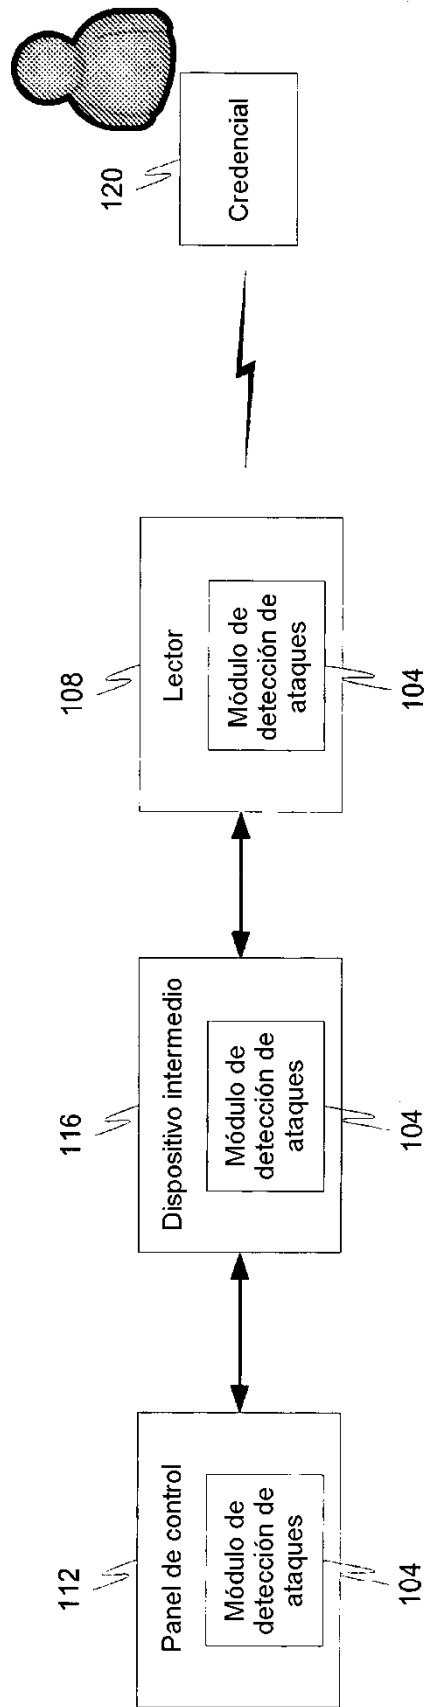 112
Panel de control
Módulo de
detección de
ataques
104
116
Dispositivo intermedio
Módulo de
detección de
ataques
104
108
Lector
Módulo de
detección de
ataques
104
120
Credencial